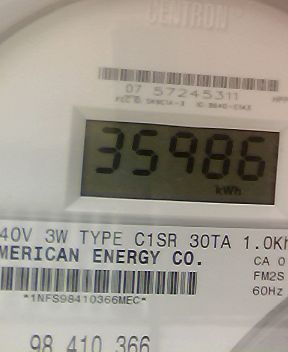 CENTRON®
07 57245311
35986
kWh
40V 3W TYPE C1SR 30TA 1.0Kh
MERICAN ENERGY CO.
CA 0
FM2S
60Hz
*1NFS98410366MEC*
98 410 366